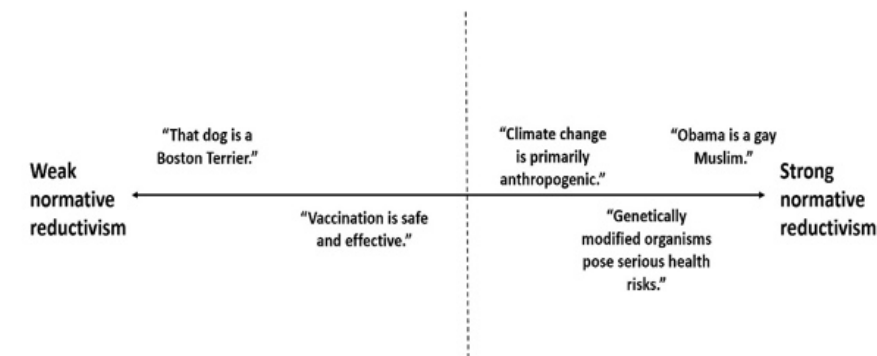 “That dog is a
Boston Terrier.”
“Climate change
is primarily
anthropogenic.”
“Obama is a gay
Muslim.”
Weak
normative
reductivism
Strong
normative
reductivism
“Vaccination is safe
and effective.”
“Genetically
modified organisms
pose serious health
risks.”